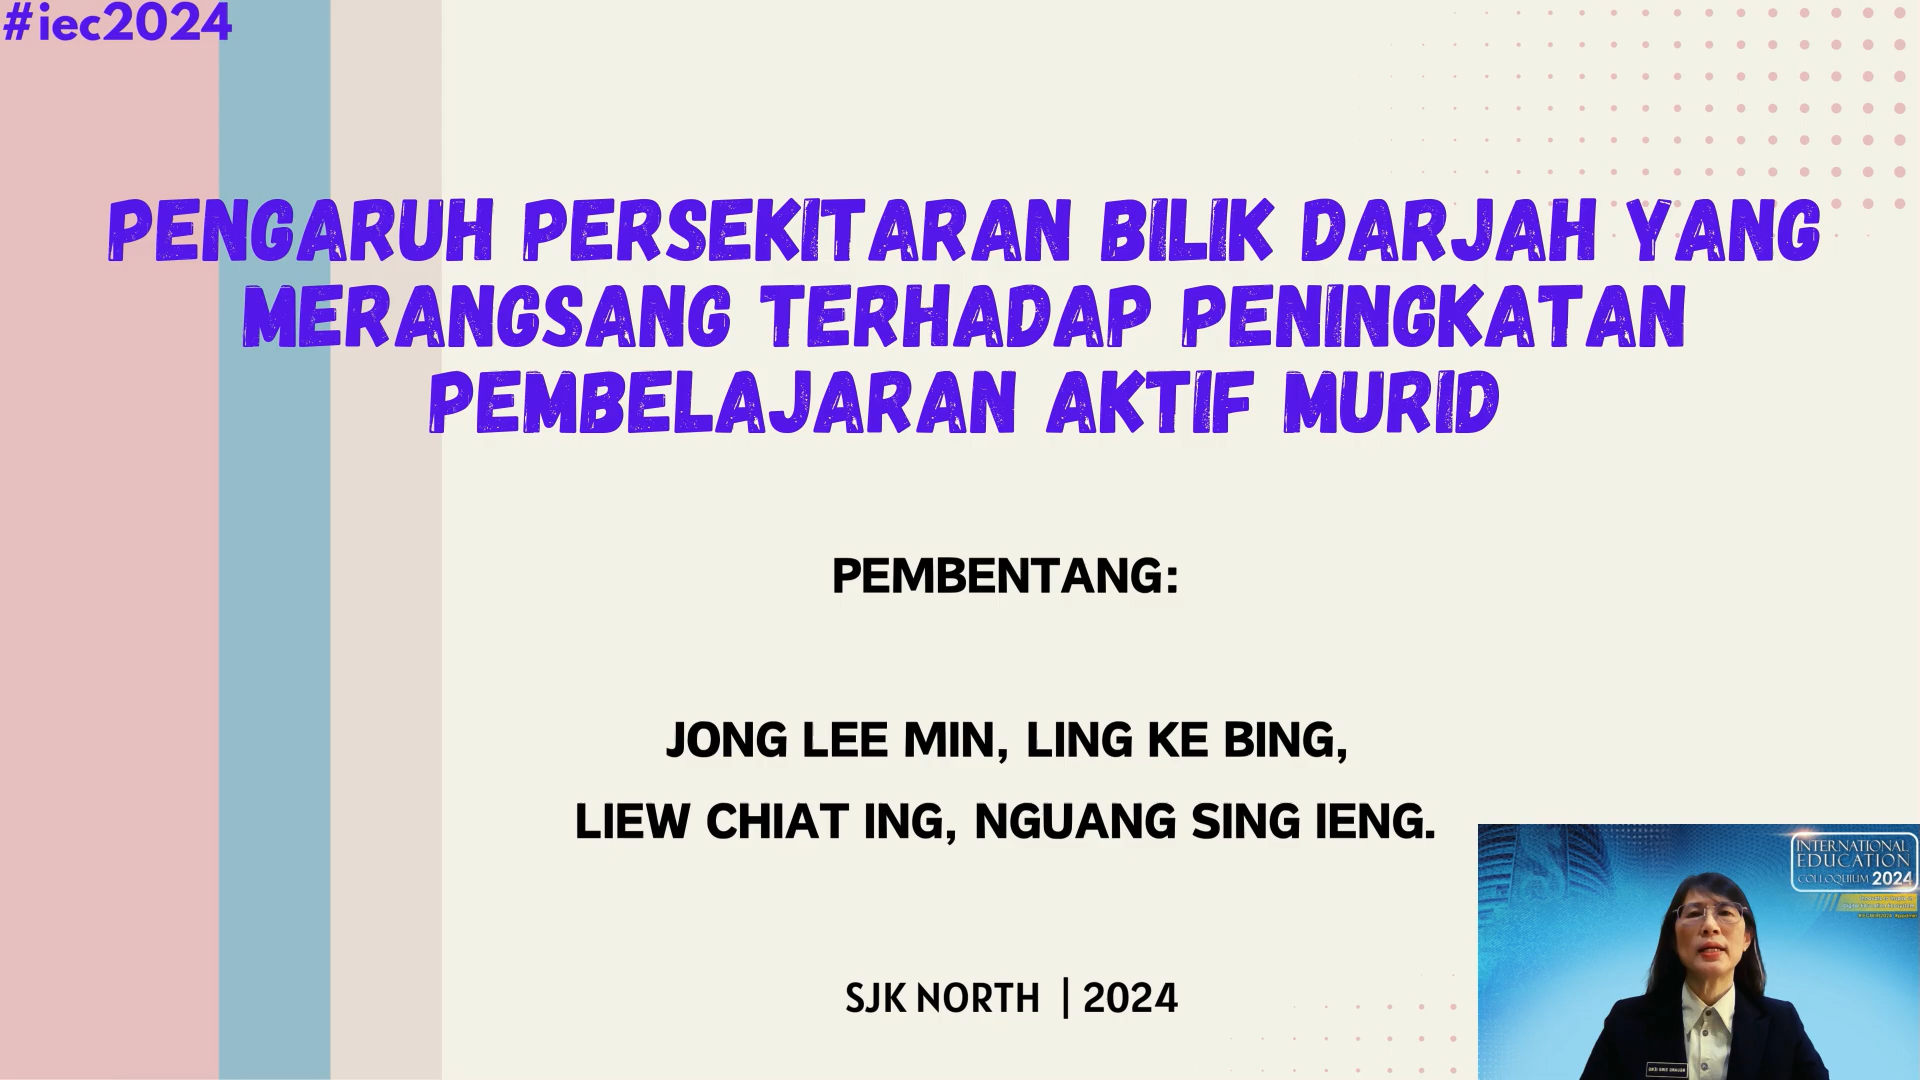 #iec2024
PENGARUH PERSEKITARAN BILIK DARJAH YANG
MERANGSANG TERHADAP PENINGKATAN
PEMBELAJARAN AKTIF MURID
PEMBENTANG:
JONG LEE MIN, LING KE BING,
LIEW CHIAT ING, NGUANG SING IENG.
SJK NORTH | 2024
INTERNATIONAL
EDUCATION
COLLOQUIUM 2024